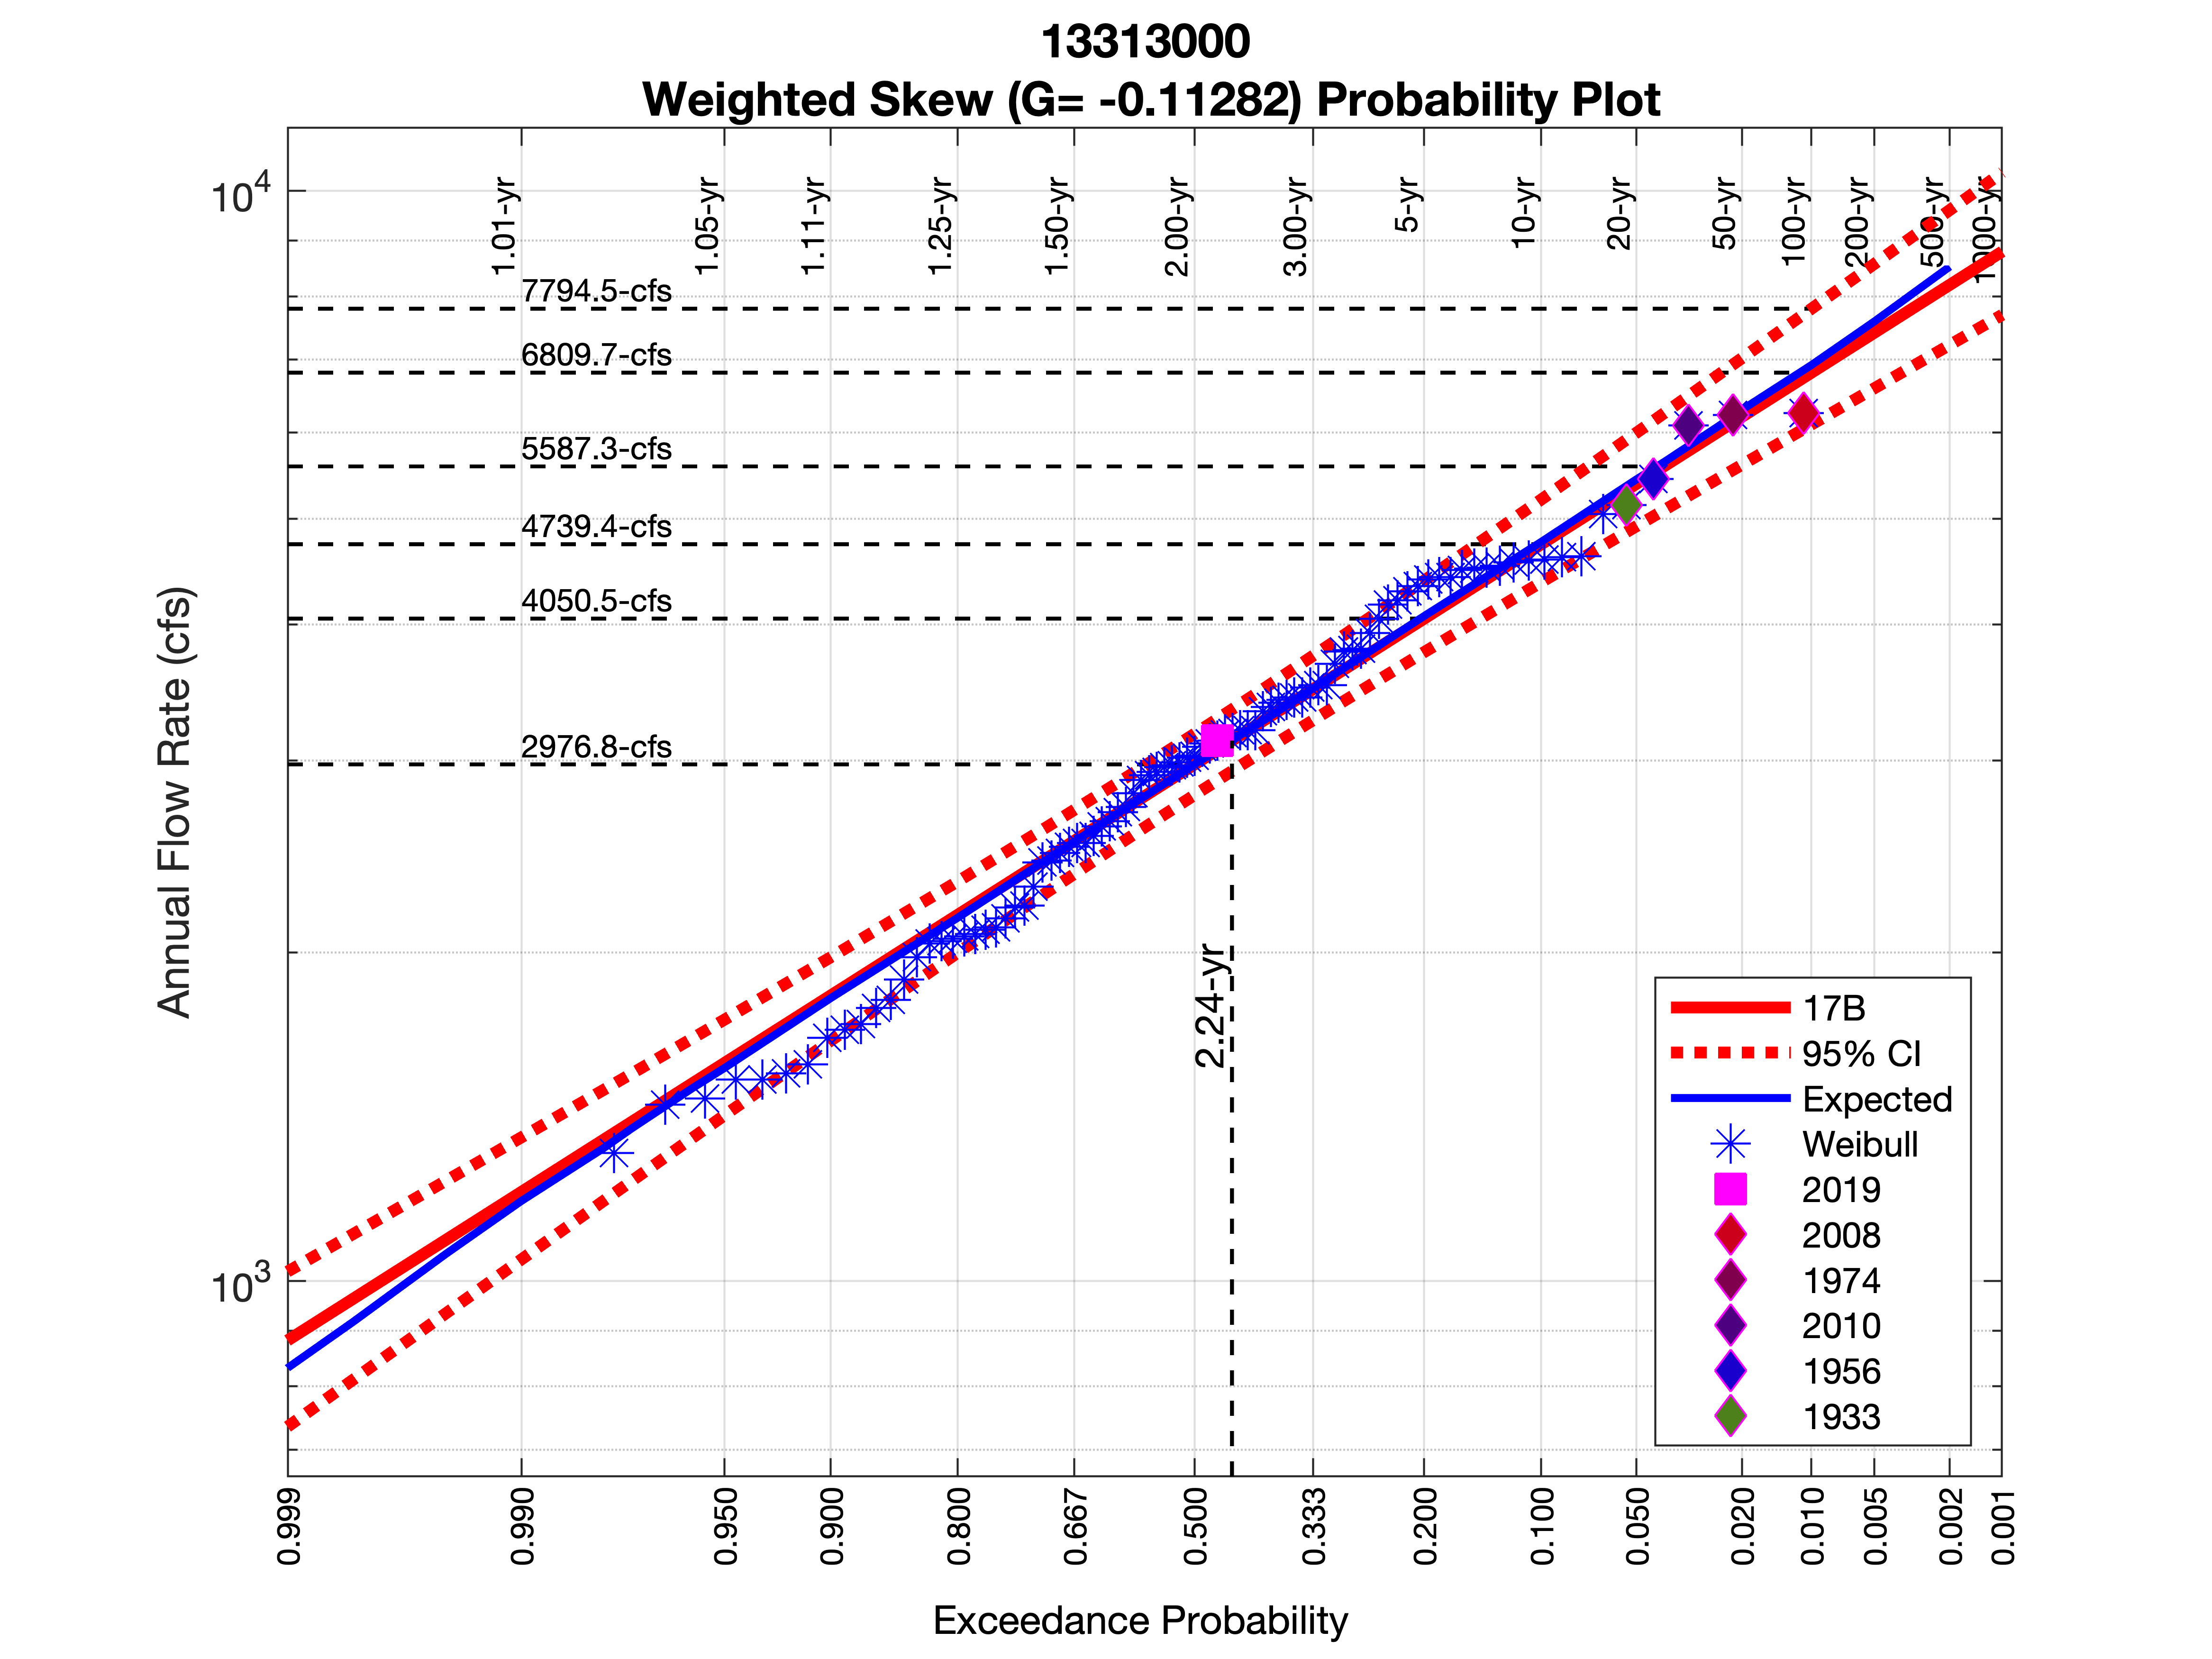 13313000
Weighted Skew (G= -0.11282) Probability Plot
10^4
10^3
Annual Flow Rate (cfs)
1.01-yr
1.05-yr
1.11-yr
1.25-yr
1.50-yr
2.00-yr
3.00-yr
5-yr
10-yr
20-yr
50-yr
100-yr
200-yr
500-yr
1000-yr
7794.5-cfs
6809.7-cfs
5587.3-cfs
4739.4-cfs
4050.5-cfs
2976.8-cfs
2.24-yr
17B
95% CI
Expected
Weibull
2019
2008
1974
2010
1956
1933
0.999
0.990
0.950
0.900
0.800
0.667
0.500
0.333
0.200
0.100
0.050
0.020
0.010
0.005
0.002
0.001
Exceedance Probability